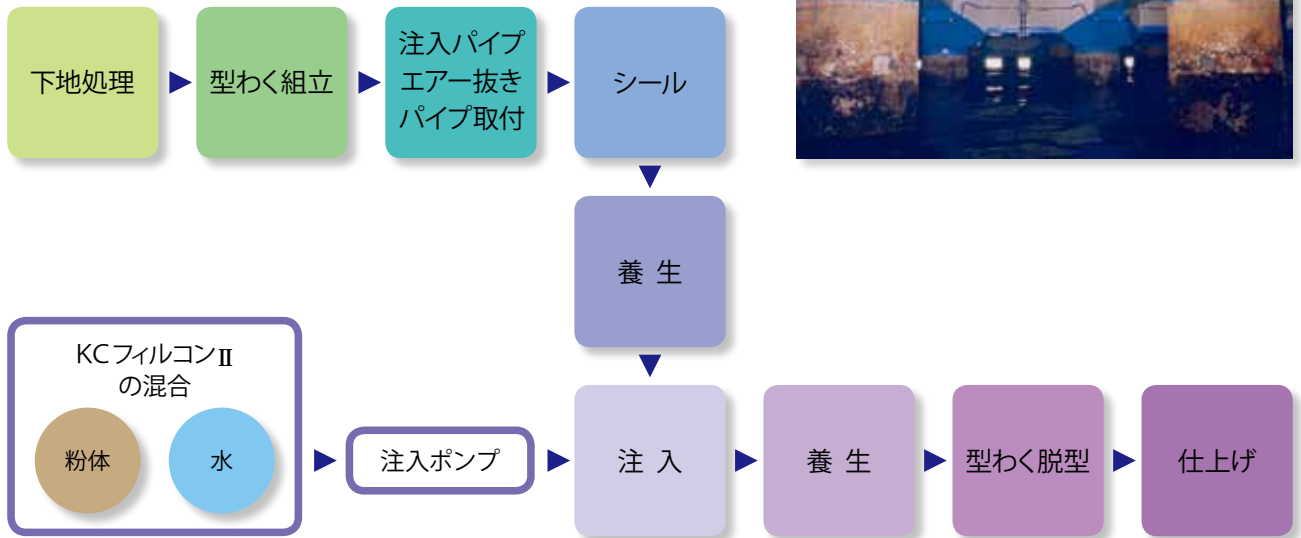 下地処理
型わく組立
注入パイプ
エアー抜き
パイプ取付
シール
養 生
KCフィルコンⅡ
の混合
粉体
水
注入ポンプ
注 入
養 生
型わく脱型
仕上げ